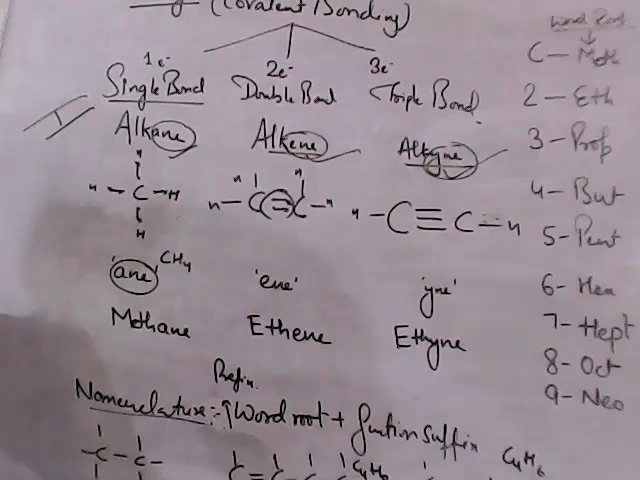 (Covalent Bonding)
1e⁻ 2e⁻ 3e⁻
Single Bond Double Bond Triple Bond
Alkane Alkene Alkyne
H
H - C - H
H
H H
H - C = C - H
H - C ≡ C - H
'ane' CH4 'ene' 'yne'
Methane Ethene Ethyne
Prefix
Nomenclature:- Word root + function suffix
C - C
C = C C C C4H8
C4H6
Word Root
C - Meth
2 - Eth
3 - Prop
4 - But
5 - Pent
6 - Hex
7 - Hept
8 - Oct
9 - Neo